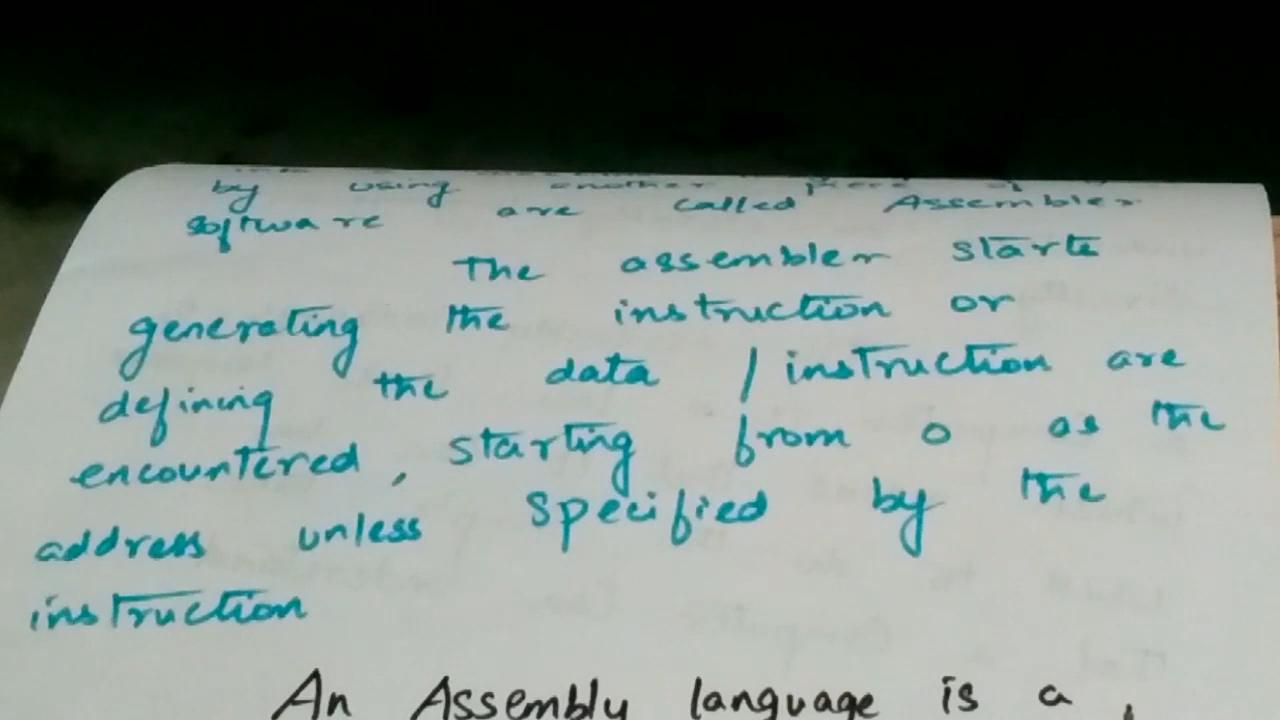 by using another piece of
software are called Assembler
The assembler starts
generating the instruction or
defining the data / instruction are
encountered, starting from 0 as the
address unless specified by the
instruction
An Assembly language is a